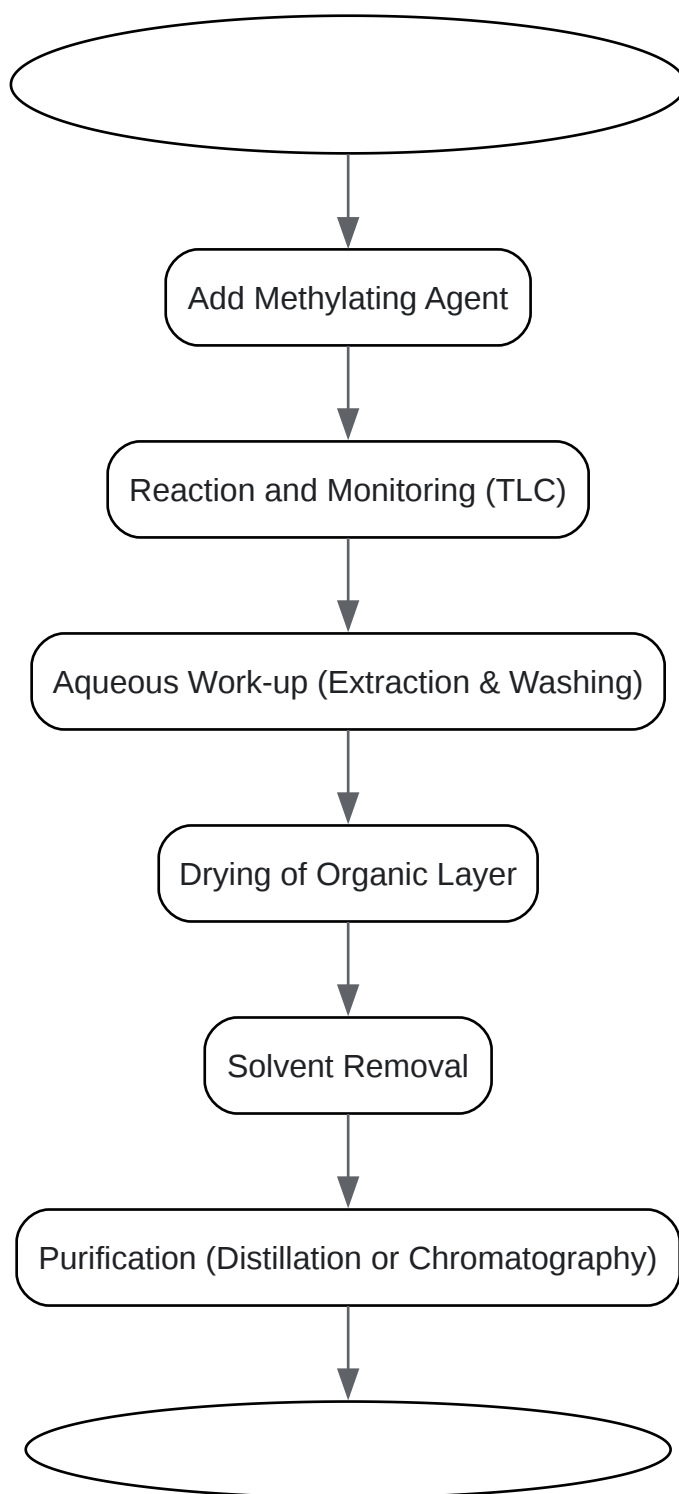 Add Methylating Agent
Reaction and Monitoring (TLC)
Aqueous Work-up (Extraction & Washing)
Drying of Organic Layer
Solvent Removal
Purification (Distillation or Chromatography)